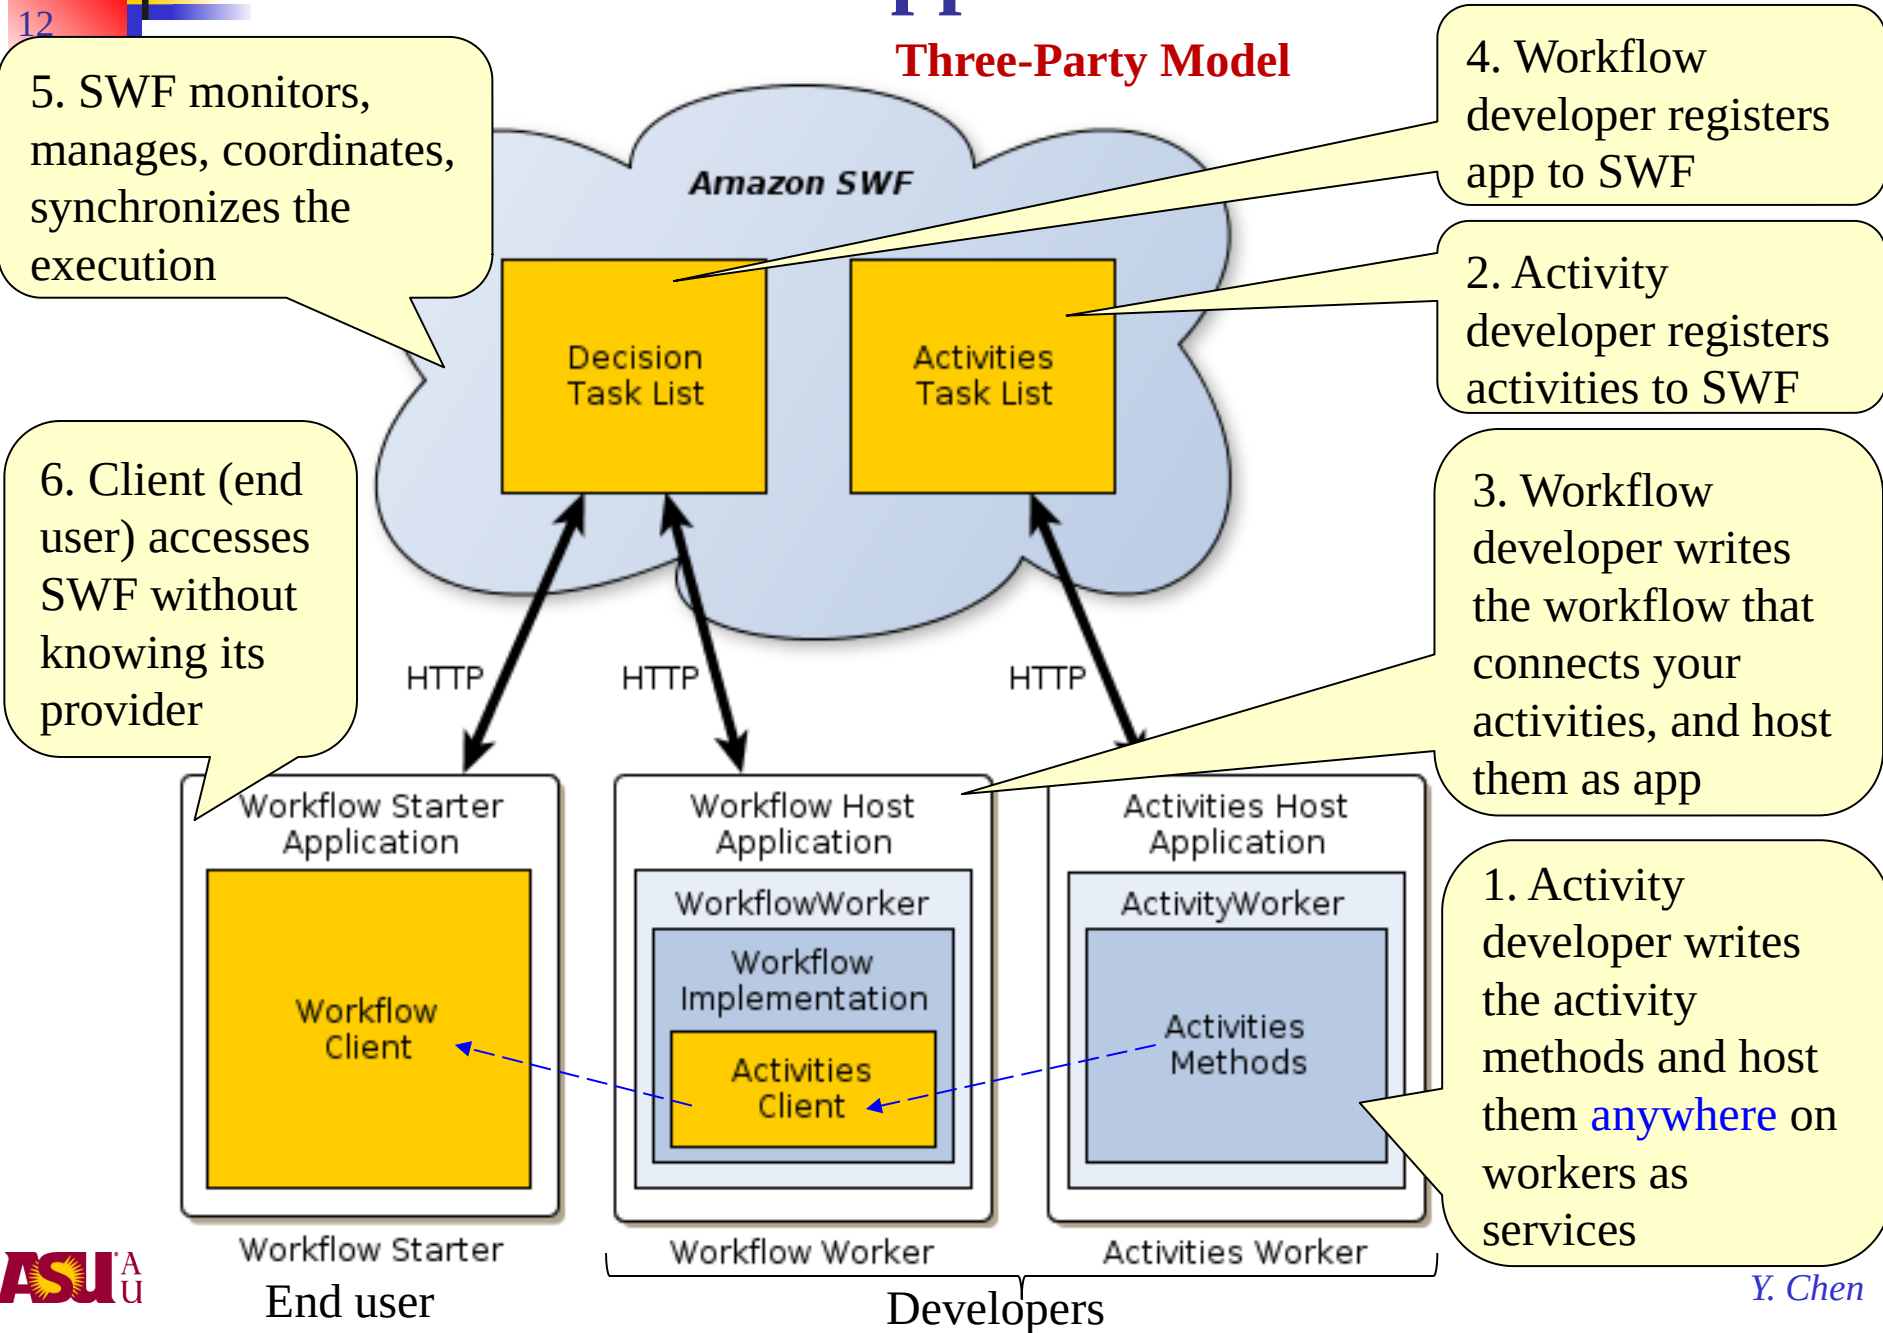 12
Three-Party Model
5. SWF monitors,
manages, coordinates,
synchronizes the
execution
4. Workflow
developer registers
app to SWF
Amazon SWF
2. Activity
developer registers
activities to SWF
Decision
Task List
Activities
Task List
6. Client (end
user) accesses
SWF without
knowing its
provider
3. Workflow
developer writes
the workflow that
connects your
activities, and host
them as app
HTTP
HTTP
HTTP
Workflow Starter
Application
Workflow Host
Application
Activities Host
Application
WorkflowWorker
ActivityWorker
Workflow
Implementation
Workflow
Client
Activities
Client
Activities
Methods
1. Activity
developer writes
the activity
methods and host
them anywhere on
workers as
services
Workflow Starter
Workflow Worker
Activities Worker
End user
Developers
ASU
A
U
Y. Chen